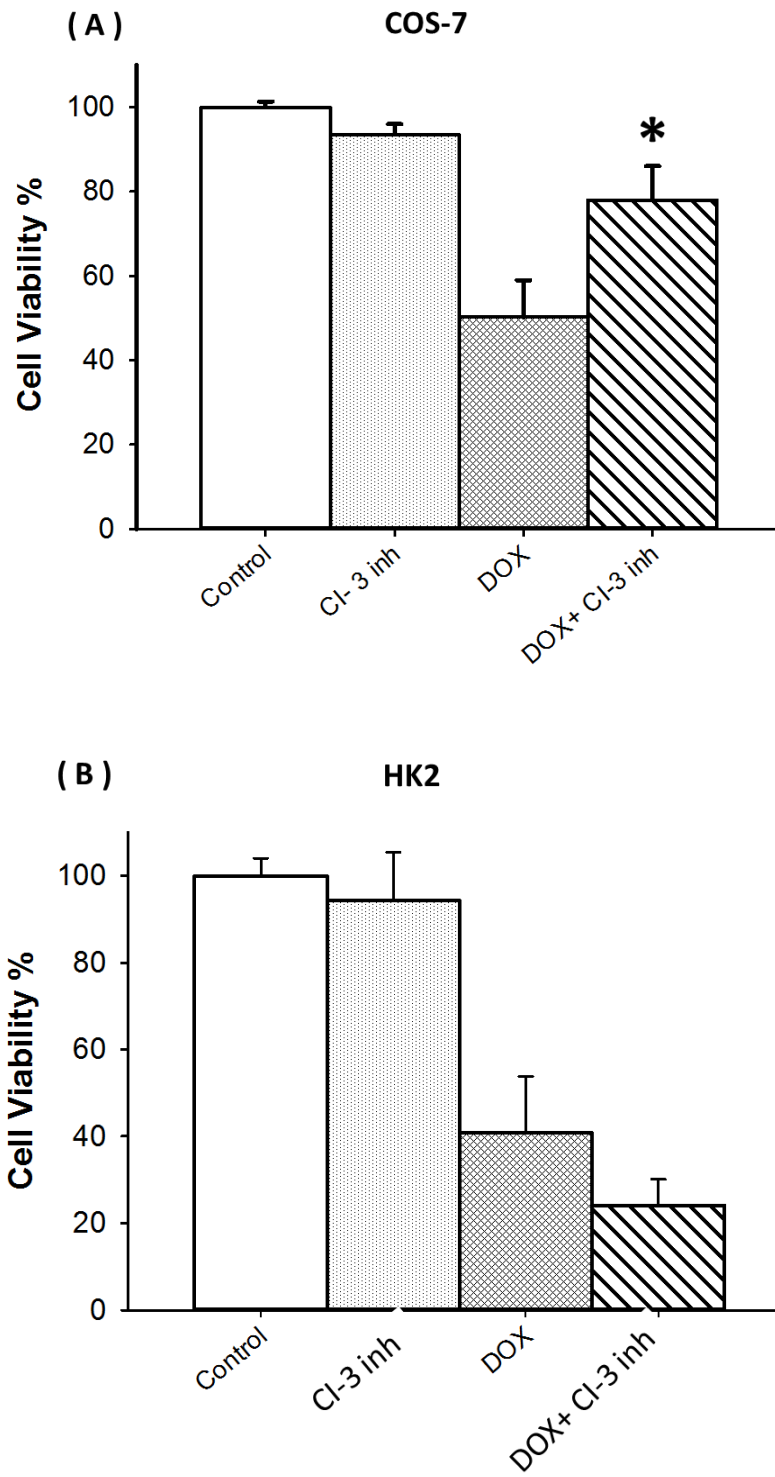 ( A )
COS-7
Cell Viability %
100
80
60
40
20
0
*
Control
CI- 3 inh
DOX
DOX+ CI-3 inh
( B )
HK2
Cell Viability %
100
80
60
40
20
0
Control
CI-3 inh
DOX
DOX+ CI-3 inh